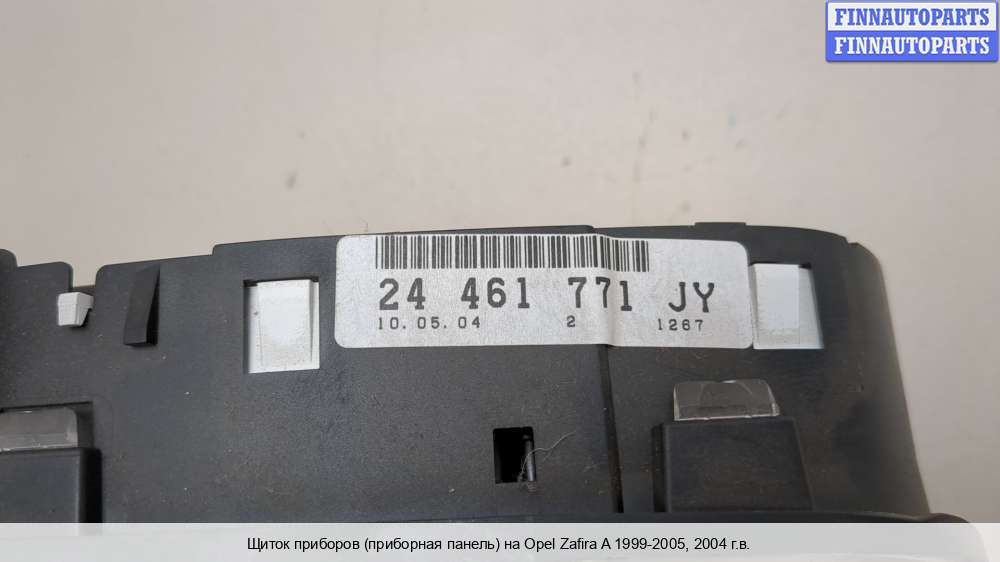 FINNAUTOPARTS
FINNAUTOPARTS
24 461 771 JY
10.05.04 2 1267
Щиток приборов (приборная панель) на Opel Zafira A 1999-2005, 2004 г.в.